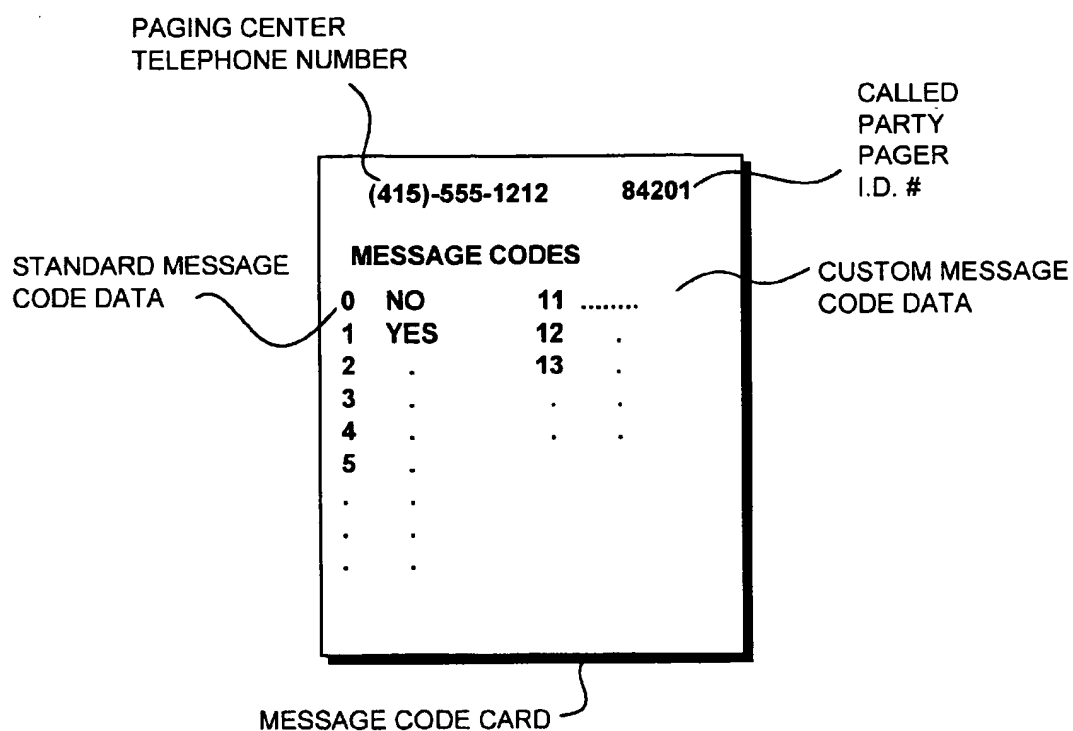 PAGING CENTER
TELEPHONE NUMBER
CALLED
PARTY
PAGER
I.D. #
(415)-555-1212 84201
MESSAGE CODES
STANDARD MESSAGE
CODE DATA
CUSTOM MESSAGE
CODE DATA
0 NO 11 ........
1 YES 12 .
2 . 13 .
3 . . .
4 . . .
5 .
. .
. .
. .
MESSAGE CODE CARD